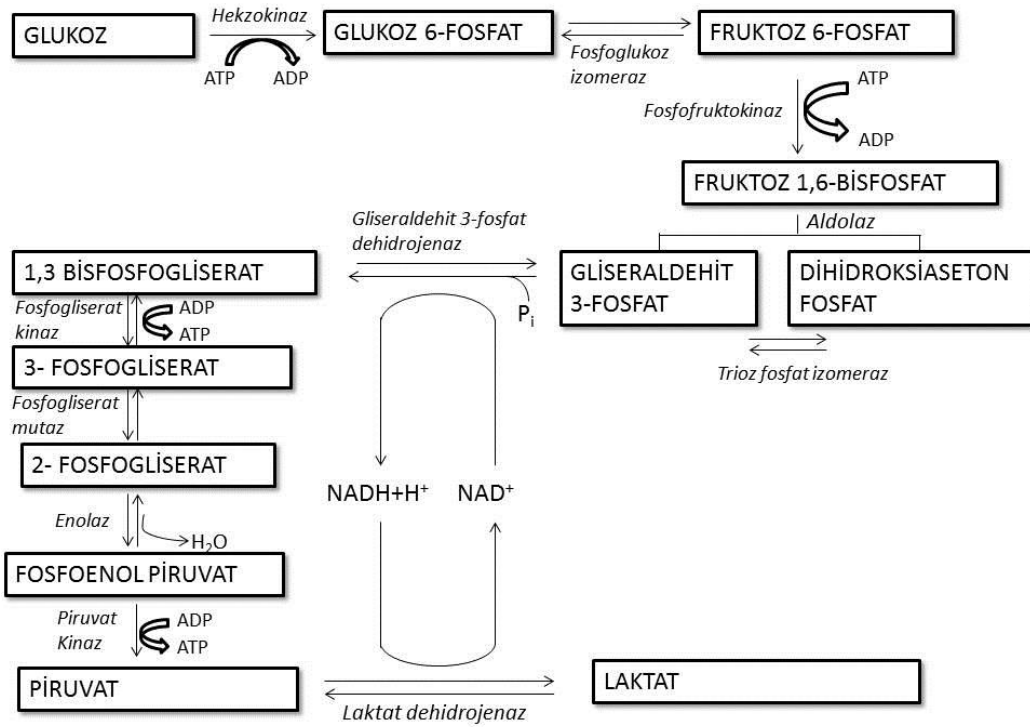 GLUKOZ
Hekzokinaz
ATP
ADP
GLUKOZ 6-FOSFAT
Fosfoglukoz
izomeraz
FRUKTOZ 6-FOSFAT
Fosfofruktokinaz
ATP
ADP
FRUKTOZ 1,6-BİSFOSFAT
Aldolaz
GLİSERALDEHİT
3-FOSFAT
DİHİDROKSİASETON
FOSFAT
Trioz fosfat izomeraz
Gliseraldehit 3-fosfat
dehidrojenaz
Pi
1,3 BİSFOSFOGLİSERAT
Fosfogliserat
kinaz
ADP
ATP
3- FOSFOGLİSERAT
Fosfogliserat
mutaz
2- FOSFOGLİSERAT
NADH+H⁺
NAD⁺
Enolaz
H₂O
FOSFOENOL PİRUVAT
Piruvat
Kinaz
ADP
ATP
PİRUVAT
Laktat dehidrojenaz
LAKTAT